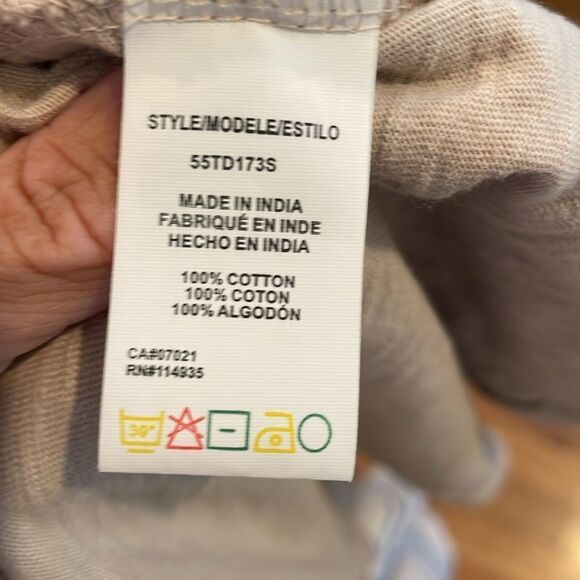 STYLE/MODELE/ESTILO
55TD173S
MADE IN INDIA
FABRIQUÉ EN INDE
HECHO EN INDIA
100% COTTON
100% COTON
100% ALGODÓN
CA#07021
RN#114935
30°